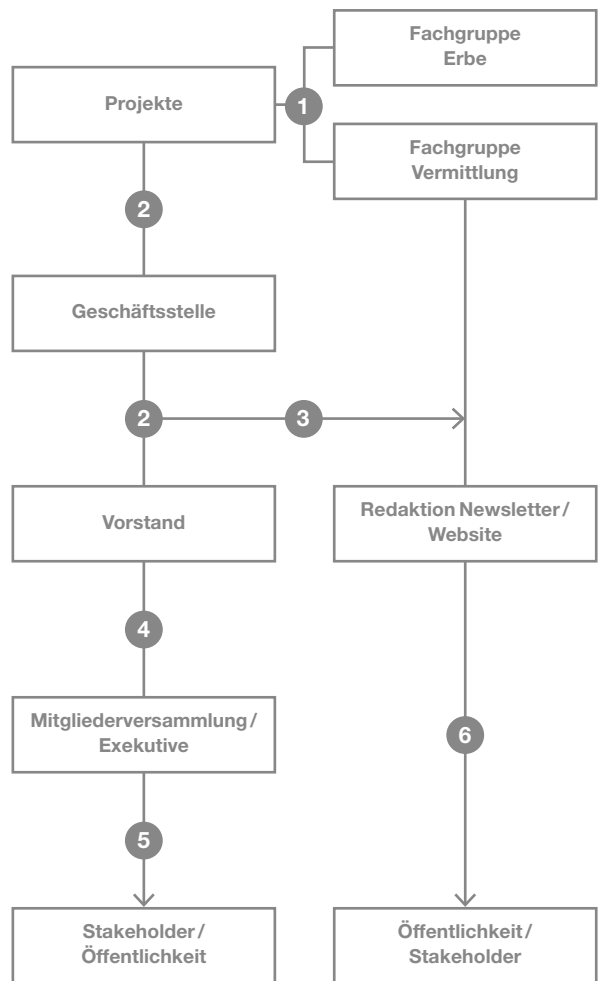 Fachgruppe
Erbe
Projekte
1
Fachgruppe
Vermittlung
2
Geschäftsstelle
2
3
Vorstand
Redaktion Newsletter /
Website
4
Mitgliederversammlung /
Exekutive
6
5
Stakeholder /
Öffentlichkeit
Öffentlichkeit /
Stakeholder